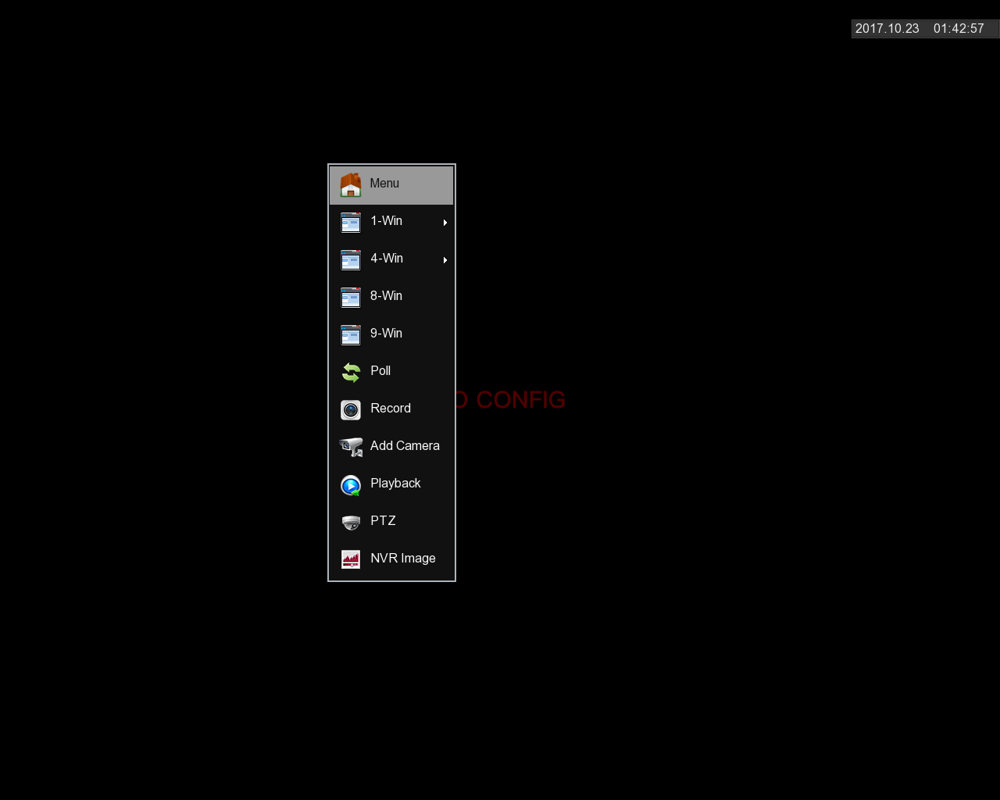 2017.10.23 01:42:57
Menu
1-Win
4-Win
8-Win
9-Win
Poll
CONFIG
Record
Add Camera
Playback
PTZ
NVR Image